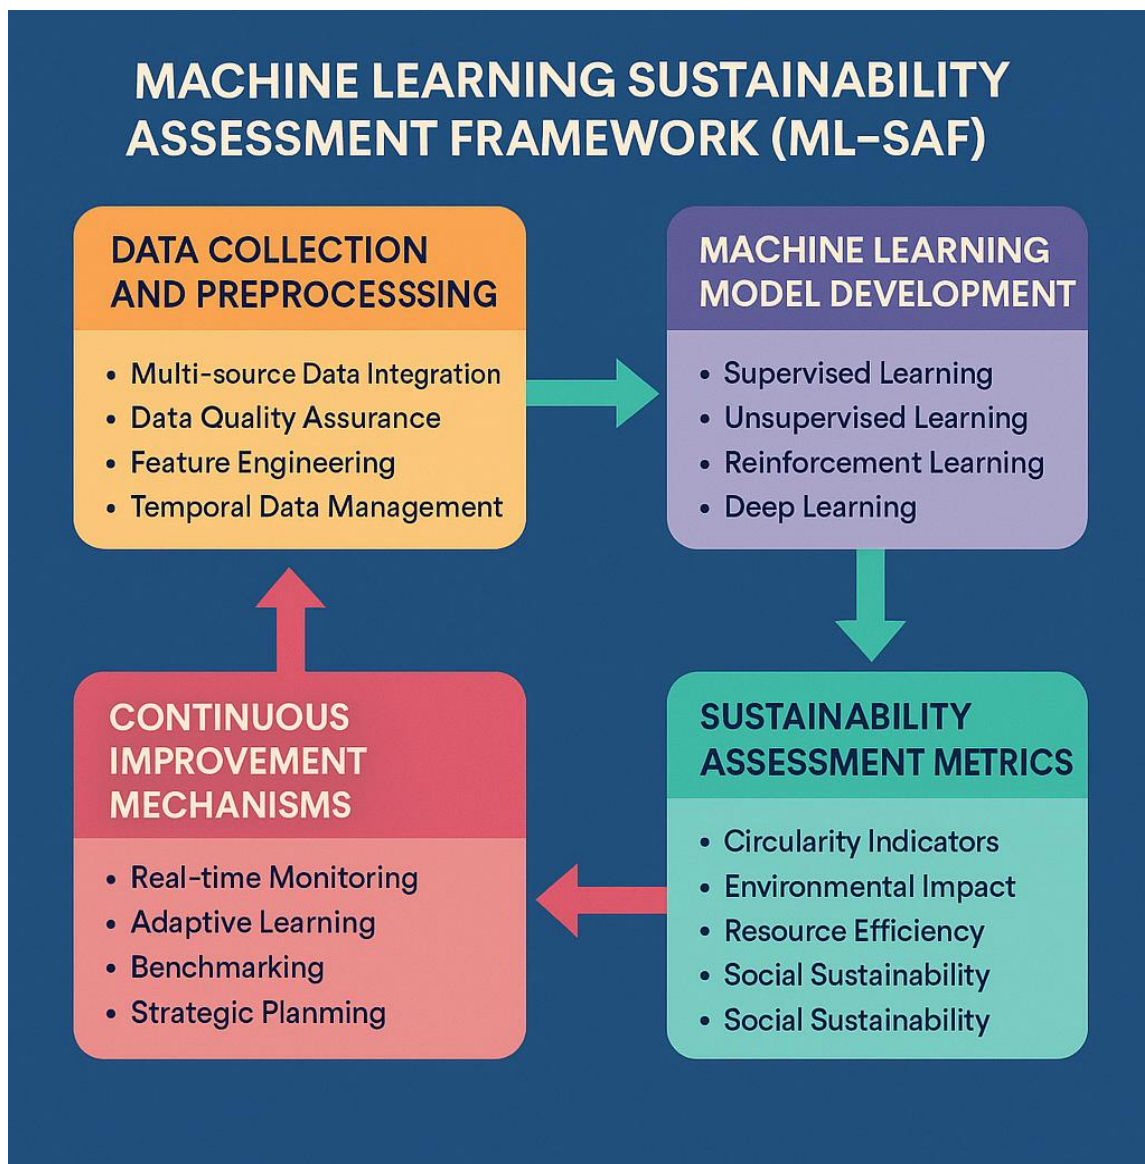 MACHINE LEARNING SUSTAINABILITY
ASSESSMENT FRAMEWORK (ML-SAF)
DATA COLLECTION
AND PREPROCESSSING
• Multi-source Data Integration
• Data Quality Assurance
• Feature Engineering
• Temporal Data Management
MACHINE LEARNING
MODEL DEVELOPMENT
• Supervised Learning
• Unsupervised Learning
• Reinforcement Learning
• Deep Learning
SUSTAINABILITY
ASSESSMENT METRICS
• Circularity Indicators
• Environmental Impact
• Resource Efficiency
• Social Sustainability
• Social Sustainability
CONTINUOUS
IMPROVEMENT
MECHANISMS
• Real-time Monitoring
• Adaptive Learning
• Benchmarking
• Strategic Planming